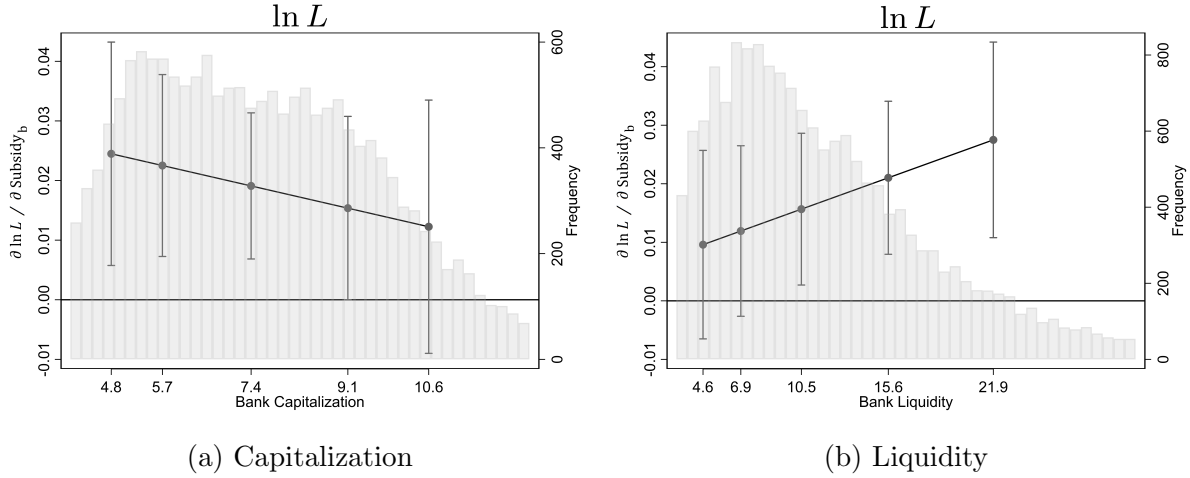 ln L
∂ ln L / ∂ Subsidy_b
0.04
0.03
0.02
0.01
0.00
-0.01
600
400
200
0
Frequency
4.8 5.7 7.4 9.1 10.6
Bank Capitalization
(a) Capitalization
ln L
∂ ln L / ∂ Subsidy_b
0.04
0.03
0.02
0.01
0.00
-0.01
800
600
400
200
0
Frequency
4.6 6.9 10.5 15.6 21.9
Bank Liquidity
(b) Liquidity